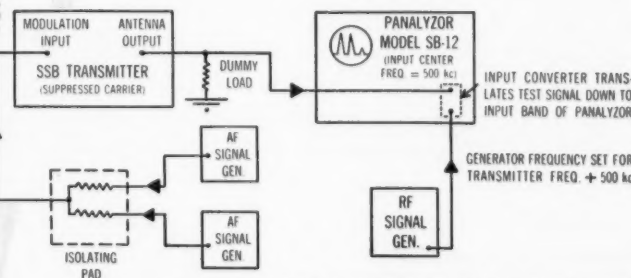 MODULATION INPUT
ANTENNA OUTPUT
SSB TRANSMITTER
(SUPPRESSED CARRIER)
DUMMY
LOAD
PANALYZOR
MODEL SB-12
(INPUT CENTER
FREQ. = 500 kc)
INPUT CONVERTER TRANS-
LATES TEST SIGNAL DOWN TO
INPUT BAND OF PANALYZOR
GENERATOR FREQUENCY SET FOR
TRANSMITTER FREQ. + 500 kc
AF
SIGNAL
GEN.
AF
SIGNAL
GEN.
ISOLATING
PAD
RF
SIGNAL
GEN.